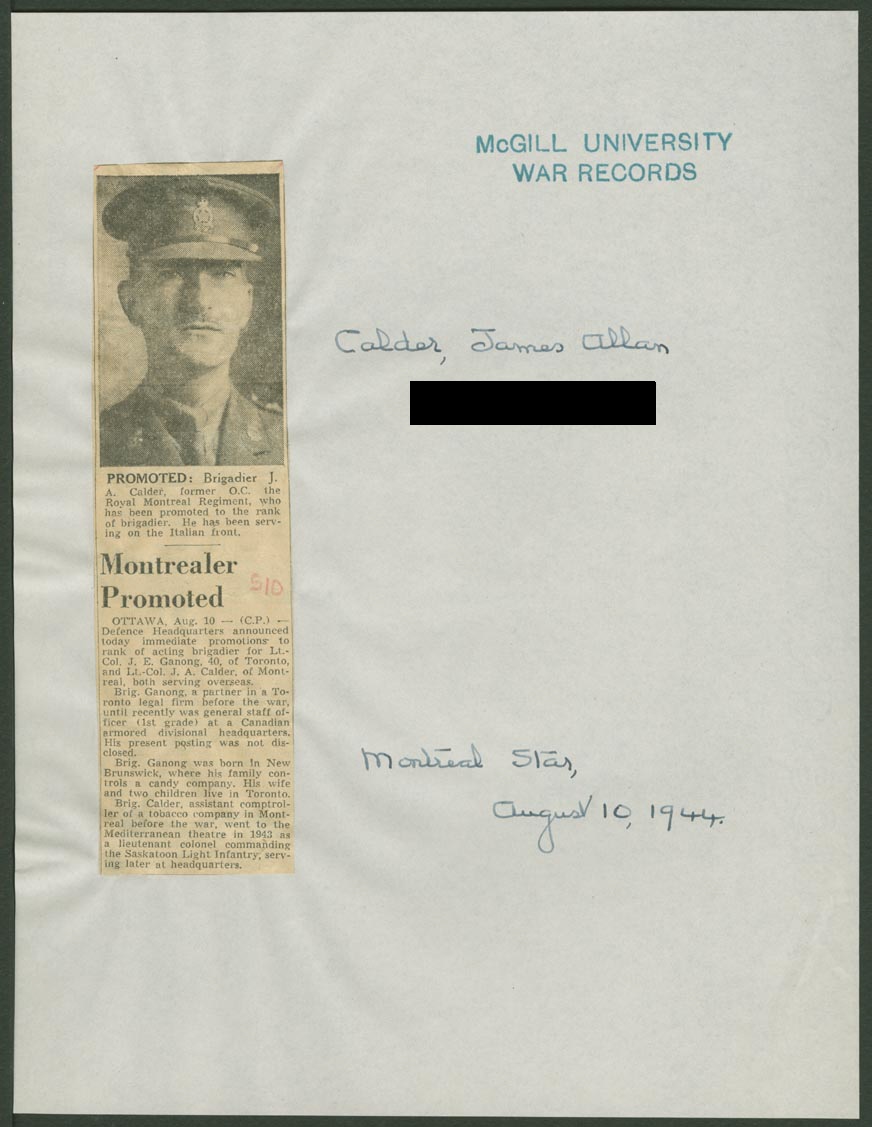 McGILL UNIVERSITY
WAR RECORDS
Calder, James Allan
PROMOTED: Brigadier J.
A. Calder, former O.C. the
Royal Montreal Regiment, who
has been promoted to the rank
of brigadier. He has been serv-
ing on the Italian front.
Montrealer
Promoted
510
OTTAWA, Aug. 10 — (C.P.) —
Defence Headquarters announced
today immediate promotions to
rank of acting brigadier for Lt.-
Col. J. E. Ganong, 40, of Toronto,
and Lt.-Col. J. A. Calder, of Mont-
real, both serving overseas.
Brig. Ganong, a partner in a To-
ronto legal firm before the war,
until recently was general staff of-
ficer (1st grade) at a Canadian
armored divisional headquarters.
His present posting was not dis-
closed.
Brig. Ganong was born in New
Brunswick, where his family con-
trols a candy company. His wife
and two children live in Toronto.
Brig. Calder, assistant comptrol-
ler of a tobacco company in Mont-
real before the war, went to the
Mediterranean theatre in 1943 as
a lieutenant colonel commanding
the Saskatoon Light Infantry, serv-
ing later at headquarters.
Montreal Star,
August 10, 1944.